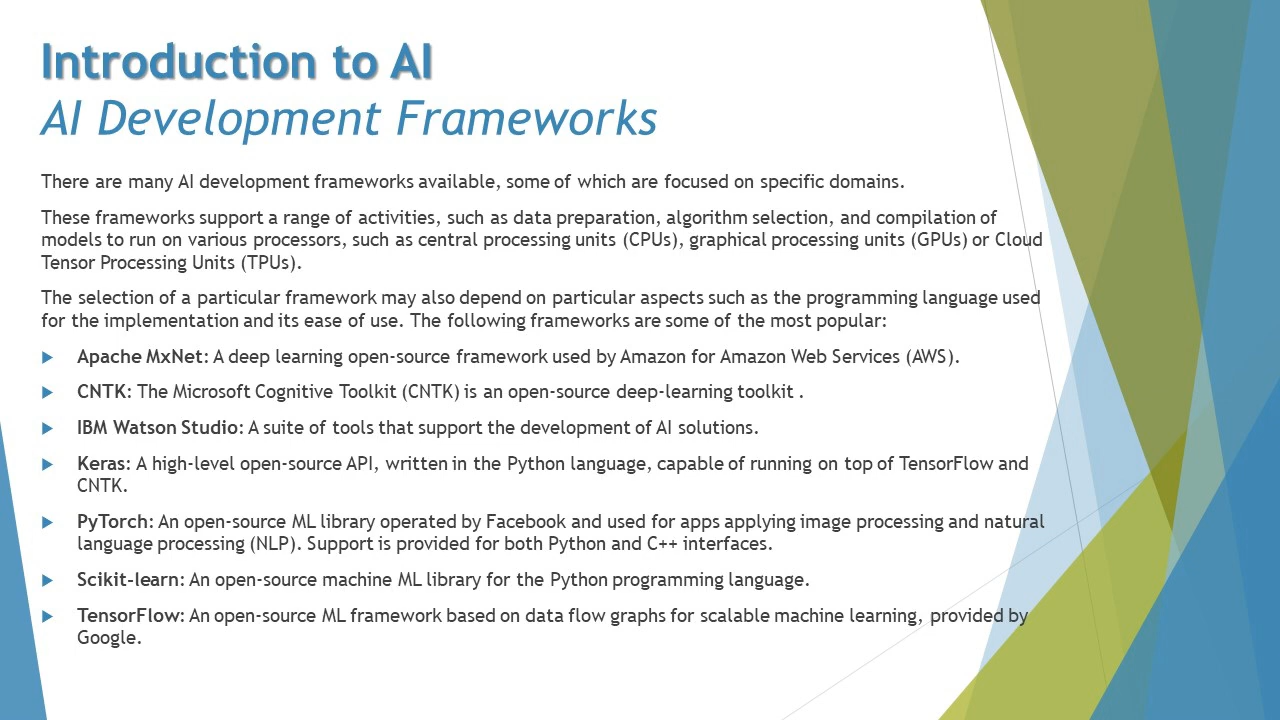 Introduction to AI
AI Development Frameworks
There are many AI development frameworks available, some of which are focused on specific domains.
These frameworks support a range of activities, such as data preparation, algorithm selection, and compilation of
models to run on various processors, such as central processing units (CPUs), graphical processing units (GPUs) or Cloud
Tensor Processing Units (TPUs).
The selection of a particular framework may also depend on particular aspects such as the programming language used
for the implementation and its ease of use. The following frameworks are some of the most popular:
Apache MxNet: A deep learning open-source framework used by Amazon for Amazon Web Services (AWS).
CNTK: The Microsoft Cognitive Toolkit (CNTK) is an open-source deep-learning toolkit .
IBM Watson Studio: A suite of tools that support the development of AI solutions.
Keras: A high-level open-source API, written in the Python language, capable of running on top of TensorFlow and
CNTK.
PyTorch: An open-source ML library operated by Facebook and used for apps applying image processing and natural
language processing (NLP). Support is provided for both Python and C++ interfaces.
Scikit-learn: An open-source machine ML library for the Python programming language.
TensorFlow: An open-source ML framework based on data flow graphs for scalable machine learning, provided by
Google.